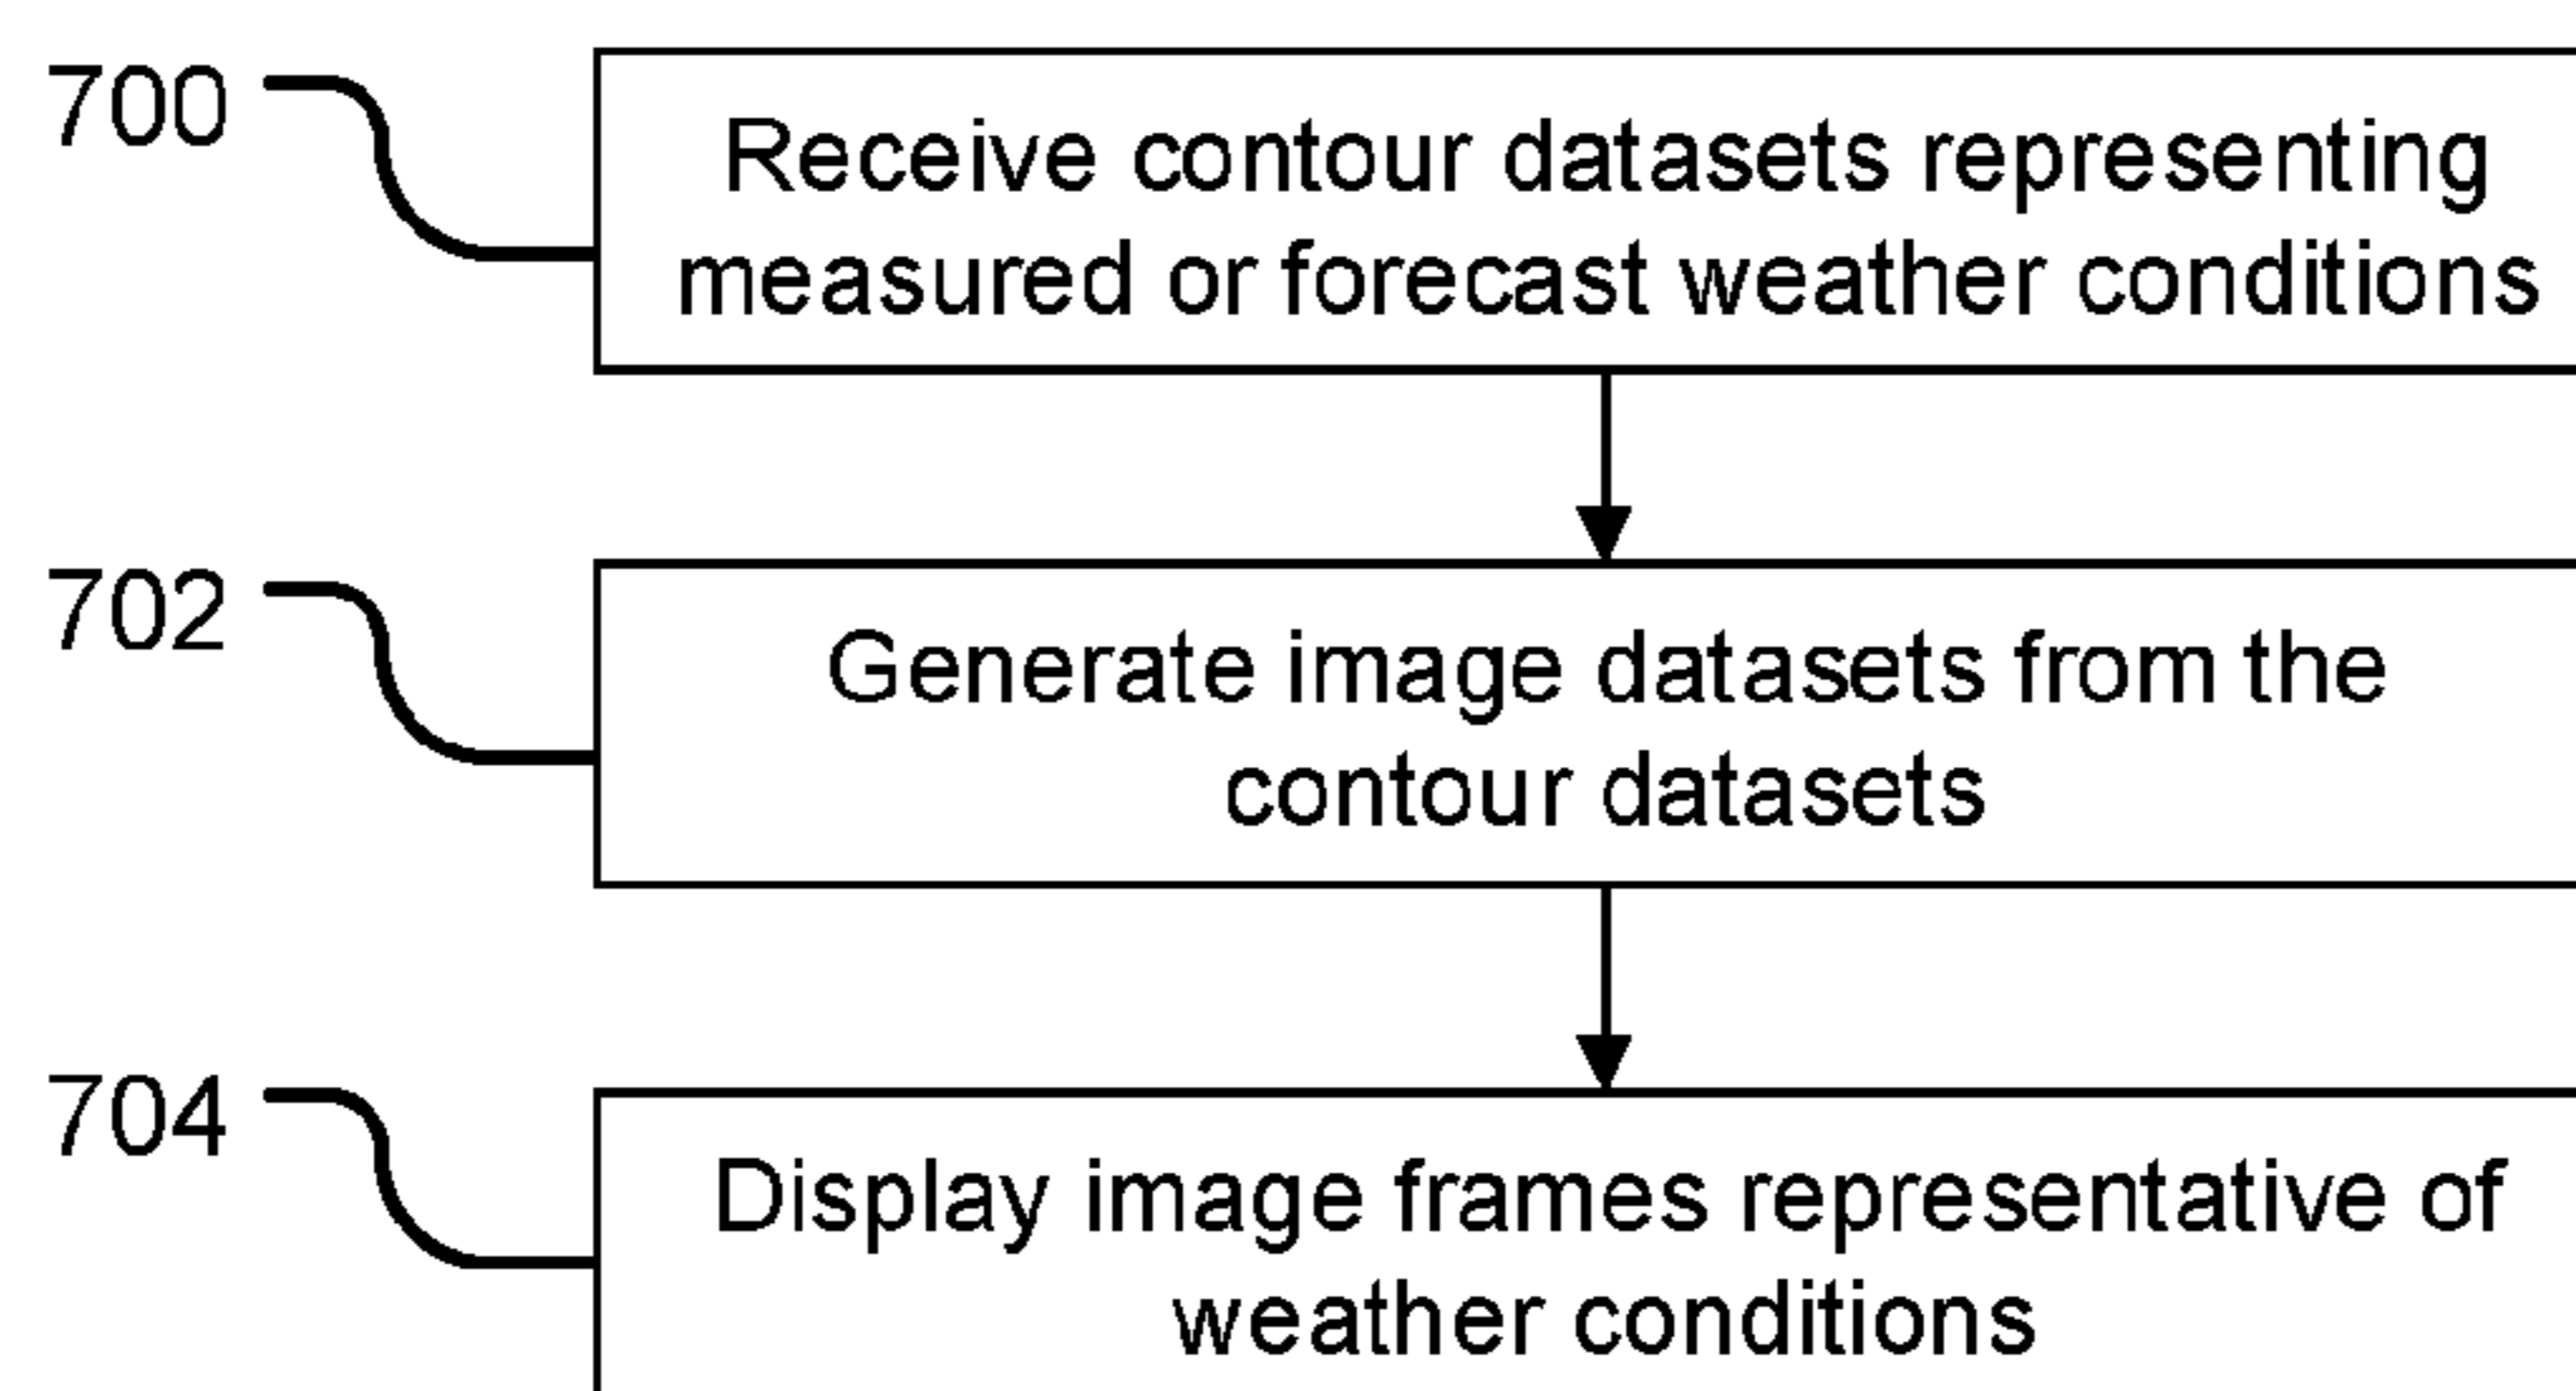 700
Receive contour datasets representing
measured or forecast weather conditions
702
Generate image datasets from the
contour datasets
704
Display image frames representative of
weather conditions